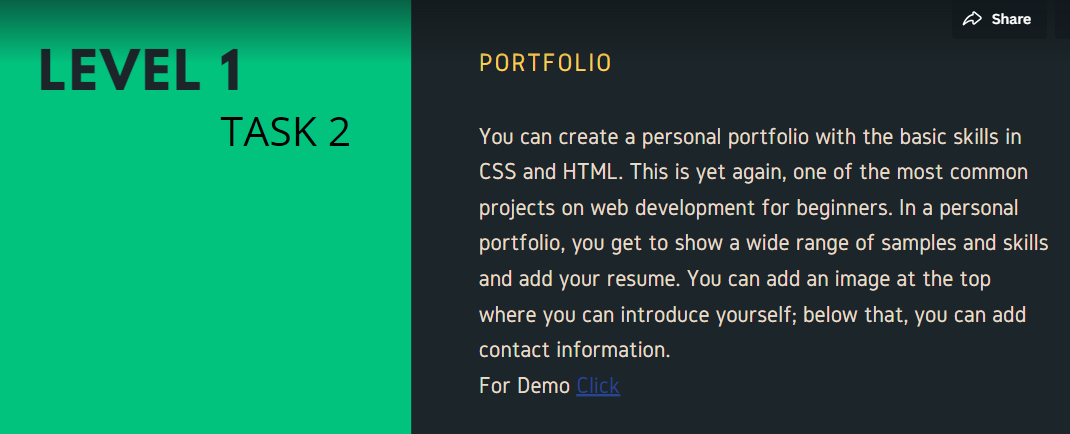 Share
LEVEL 1
TASK 2
PORTFOLIO
You can create a personal portfolio with the basic skills in
CSS and HTML. This is yet again, one of the most common
projects on web development for beginners. In a personal
portfolio, you get to show a wide range of samples and skills
and add your resume. You can add an image at the top
where you can introduce yourself; below that, you can add
contact information.
For Demo Click